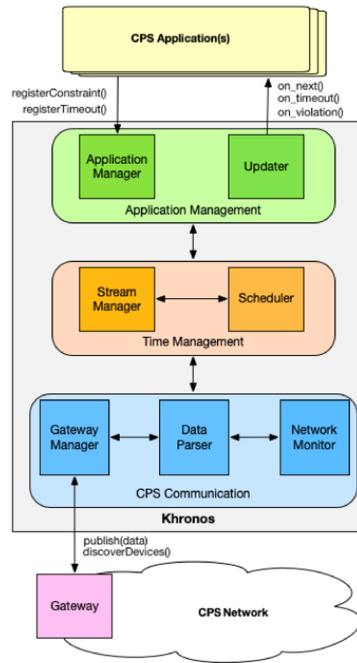 CPS Application(s)
registerConstraint()
registerTimeout()
on_next()
on_timeout()
on_violation()
Application
Manager
Updater
Application Management
Stream
Manager
Scheduler
Time Management
Gateway
Manager
Data
Parser
Network
Monitor
CPS Communication
Khronos
publish(data)
discoverDevices()
Gateway
CPS Network